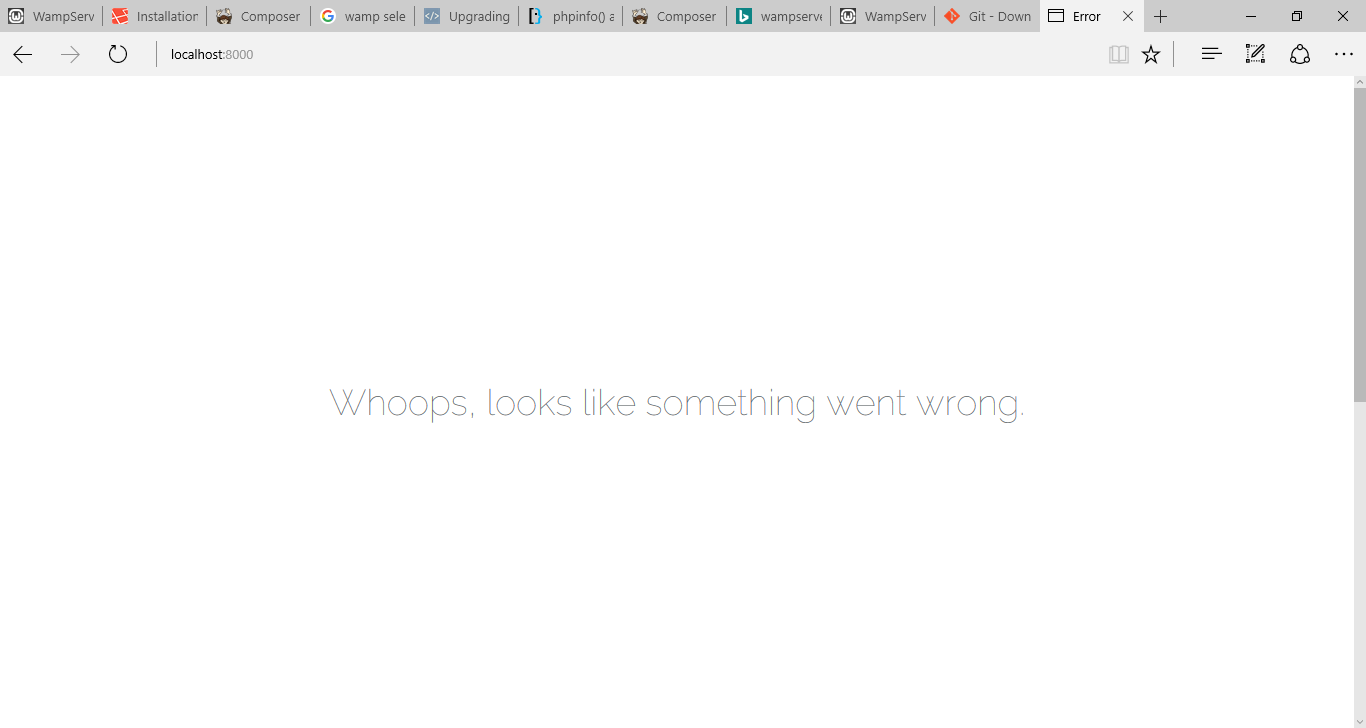 WampServ
Installation
Composer
wamp sele
Upgrading
phpinfo() a
Composer
wampserve
WampServ
Git - Down
Error
localhost:8000
Whoops, looks like something went wrong.